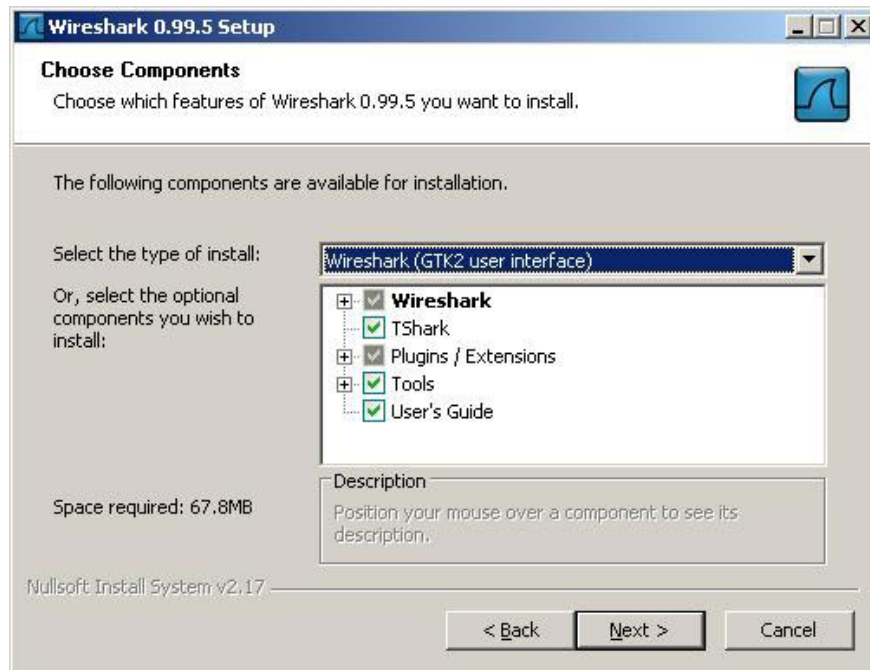 Wireshark 0.99.5 Setup
Choose Components
Choose which features of Wireshark 0.99.5 you want to install.
The following components are available for installation.
Select the type of install:
Wireshark (GTK2 user interface)
Or, select the optional
components you wish to
install:
Wireshark
TShark
Plugins / Extensions
Tools
User's Guide
Space required: 67.8MB
Description
Position your mouse over a component to see its
description.
Nullsoft Install System v2.17
< Back
Next >
Cancel